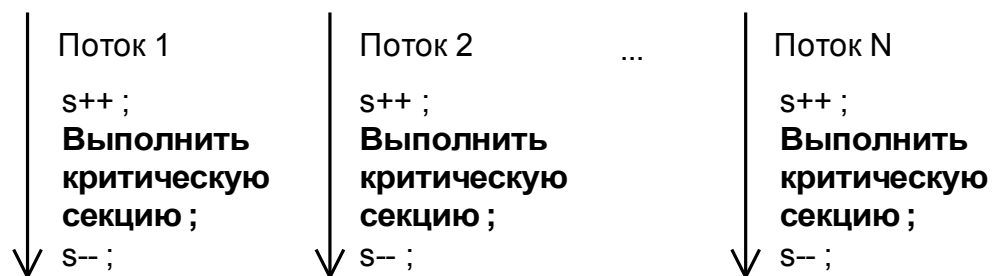 Поток 1
s++ ;
Выполнить
критическую
секцию ;
s-- ;
Поток 2
s++ ;
Выполнить
критическую
секцию ;
s-- ;
...
Поток N
s++ ;
Выполнить
критическую
секцию ;
s-- ;